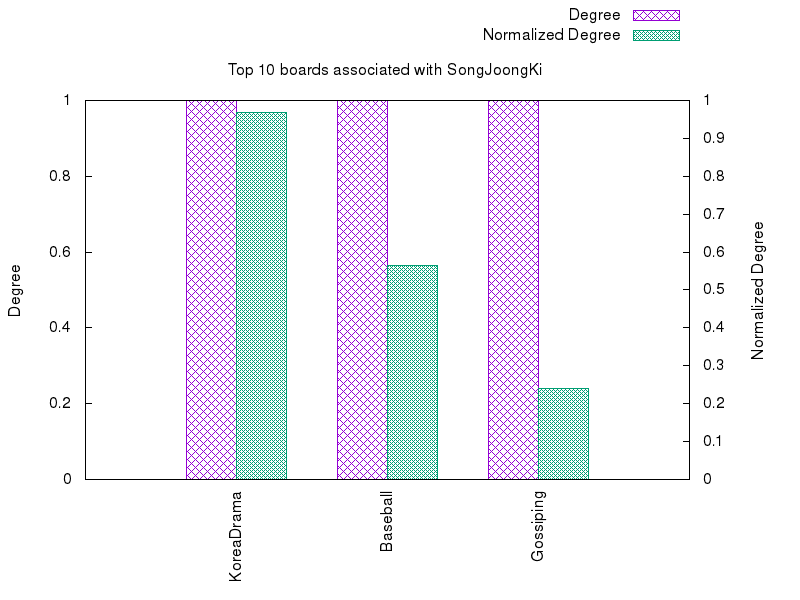 Degree
Normalized Degree
Top 10 boards associated with SongJoongKi
1
0.8
0.6
0.4
0.2
0
1
0.9
0.8
0.7
0.6
0.5
0.4
0.3
0.2
0.1
0
Degree
Normalized Degree
KoreaDrama
Baseball
Gossiping